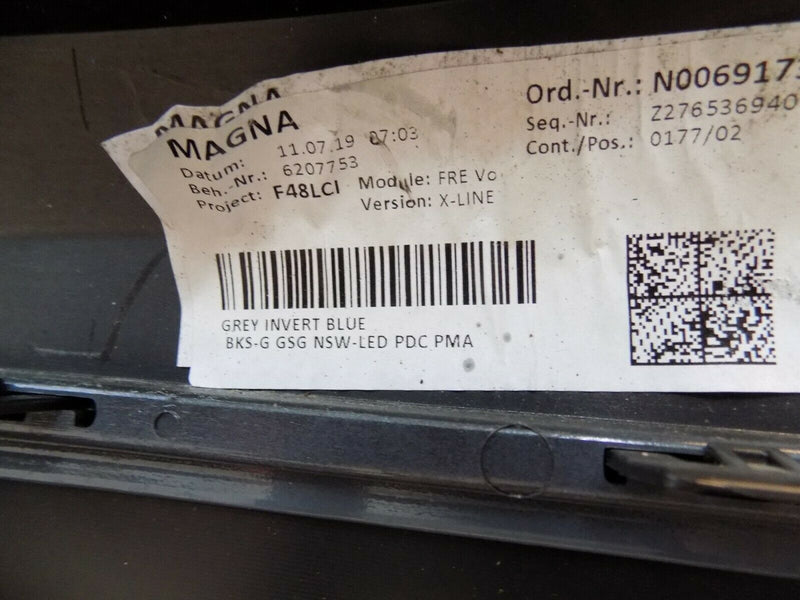 MAGNA
MAGNA
Datum: 11.07.19 07:03
Beh.-Nr.: 6207753
Project: F48LCI
Module: FRE Vo
Version: X-LINE
Ord.-Nr.: N0069173
Seq.-Nr.: Z276536940
Cont./Pos.: 0177/02
GREY INVERT BLUE
BKS-G GSG NSW-LED PDC PMA